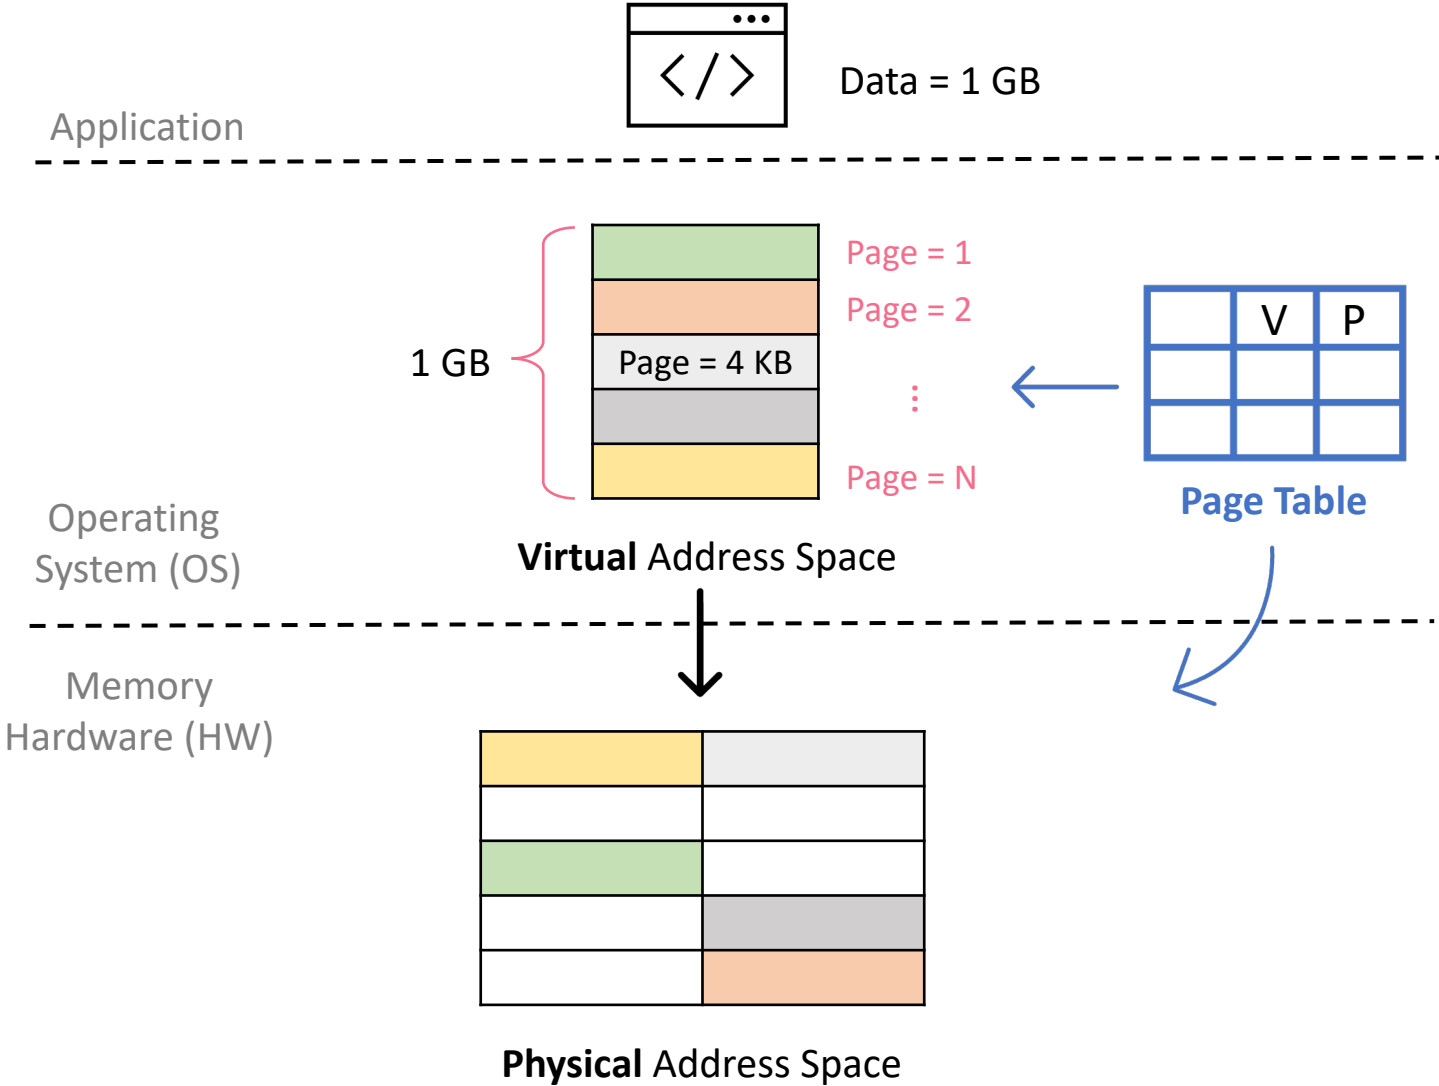 </>
Data = 1 GB
Application
Page = 1
Page = 2
V P
1 GB
Page = 4 KB
⋮
Page = N
Page Table
Operating
System (OS)
Virtual Address Space
Memory
Hardware (HW)
Physical Address Space